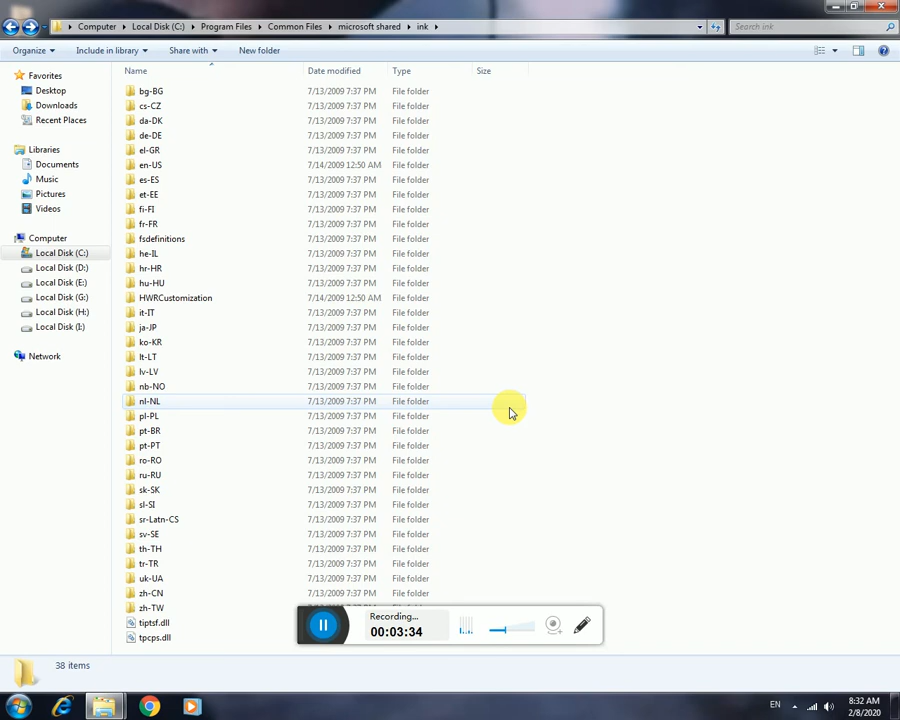 Computer Local Disk (C:) Program Files Common Files microsoft shared ink
Search ink
Organize Include in library Share with New folder
Name Date modified Type Size
Favorites
Desktop
Downloads
Recent Places
Libraries
Documents
Music
Pictures
Videos
Computer
Local Disk (C:)
Local Disk (D:)
Local Disk (E:)
Local Disk (G:)
Local Disk (H:)
Local Disk (I:)
Network
bg-BG 7/13/2009 7:37 PM File folder
cs-CZ 7/13/2009 7:37 PM File folder
da-DK 7/13/2009 7:37 PM File folder
de-DE 7/13/2009 7:37 PM File folder
el-GR 7/13/2009 7:37 PM File folder
en-US 7/14/2009 12:50 AM File folder
es-ES 7/13/2009 7:37 PM File folder
et-EE 7/13/2009 7:37 PM File folder
fi-FI 7/13/2009 7:37 PM File folder
fr-FR 7/13/2009 7:37 PM File folder
fsdefinitions 7/13/2009 7:37 PM File folder
he-IL 7/13/2009 7:37 PM File folder
hr-HR 7/13/2009 7:37 PM File folder
hu-HU 7/13/2009 7:37 PM File folder
HWRCustomization 7/14/2009 12:50 AM File folder
it-IT 7/13/2009 7:37 PM File folder
ja-JP 7/13/2009 7:37 PM File folder
ko-KR 7/13/2009 7:37 PM File folder
lt-LT 7/13/2009 7:37 PM File folder
lv-LV 7/13/2009 7:37 PM File folder
nb-NO 7/13/2009 7:37 PM File folder
nl-NL 7/13/2009 7:37 PM File folder
pl-PL 7/13/2009 7:37 PM File folder
pt-BR 7/13/2009 7:37 PM File folder
pt-PT 7/13/2009 7:37 PM File folder
ro-RO 7/13/2009 7:37 PM File folder
ru-RU 7/13/2009 7:37 PM File folder
sk-SK 7/13/2009 7:37 PM File folder
sl-SI 7/13/2009 7:37 PM File folder
sr-Latn-CS 7/13/2009 7:37 PM File folder
sv-SE 7/13/2009 7:37 PM File folder
th-TH 7/13/2009 7:37 PM File folder
tr-TR 7/13/2009 7:37 PM File folder
uk-UA 7/13/2009 7:37 PM File folder
zh-CN 7/13/2009 7:37 PM File folder
zh-TW
tiptsf.dll
tpcps.dll
Recording...
00:03:34
38 items
EN
8:32 AM
2/8/2020